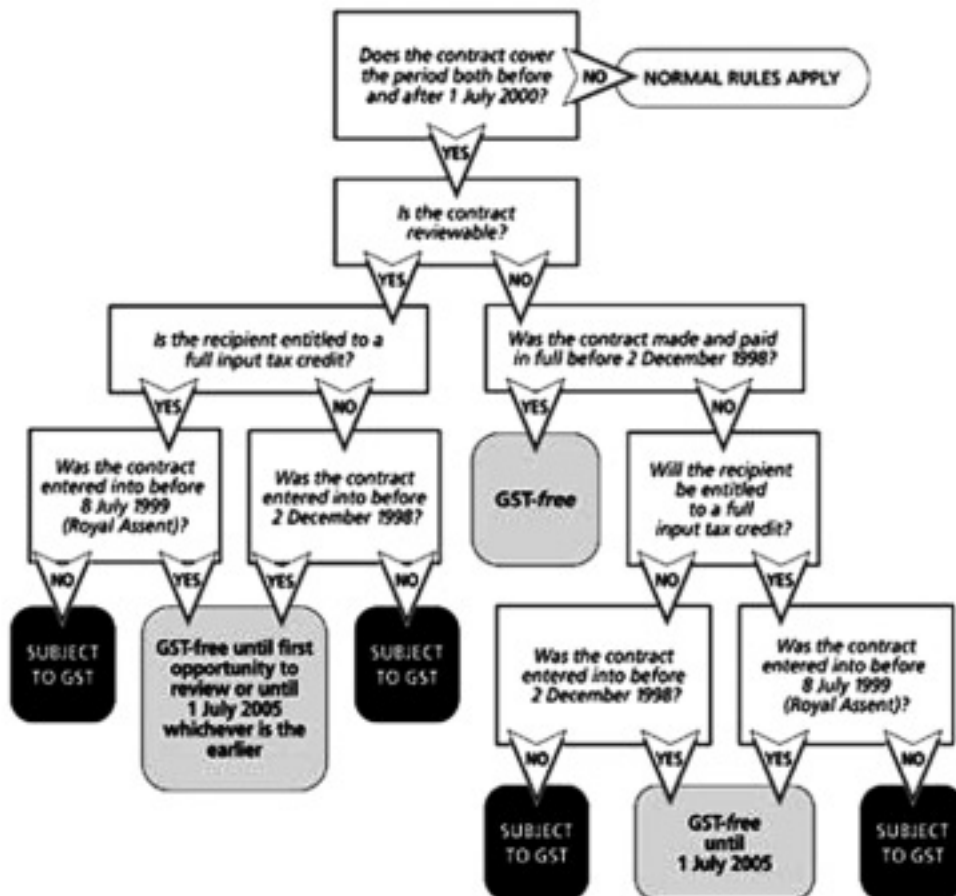 Does the contract cover
the period both before
and after 1 July 2000?
NO
NORMAL RULES APPLY
YES
Is the contract
reviewable?
YES
NO
Is the recipient entitled to a
full input tax credit?
Was the contract made and paid
in full before 2 December 1998?
YES
NO
YES
NO
Was the contract
entered into before
8 July 1999
(Royal Assent)?
Was the contract
entered into before
2 December 1998?
GST-free
Will the recipient
be entitled
to a full
input tax credit?
NO
YES
YES
NO
NO
YES
SUBJECT
TO GST
GST-free until first
opportunity to
review or until
1 July 2005
whichever is the
earlier
SUBJECT
TO GST
Was the contract
entered into before
2 December 1998?
Was the contract
entered into before
8 July 1999
(Royal Assent)?
NO
YES
YES
NO
SUBJECT
TO GST
GST-free
until
1 July 2005
SUBJECT
TO GST